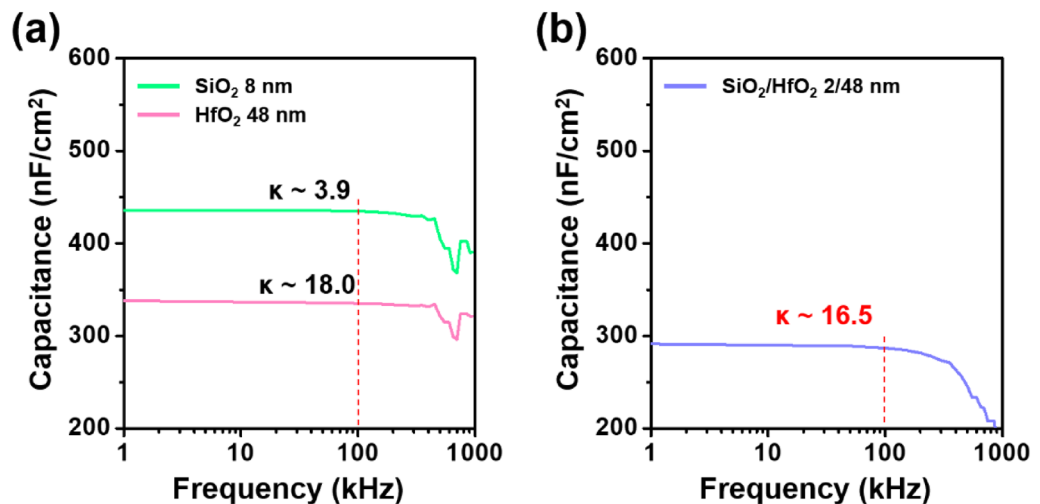 (a)
600
500
400
300
200
Capacitance (nF/cm²)
SiO₂ 8 nm
HfO₂ 48 nm
κ ~ 3.9
κ ~ 18.0
1
10
100
1000
Frequency (kHz)
(b)
600
500
400
300
200
Capacitance (nF/cm²)
SiO₂/HfO₂ 2/48 nm
κ ~ 16.5
1
10
100
1000
Frequency (kHz)